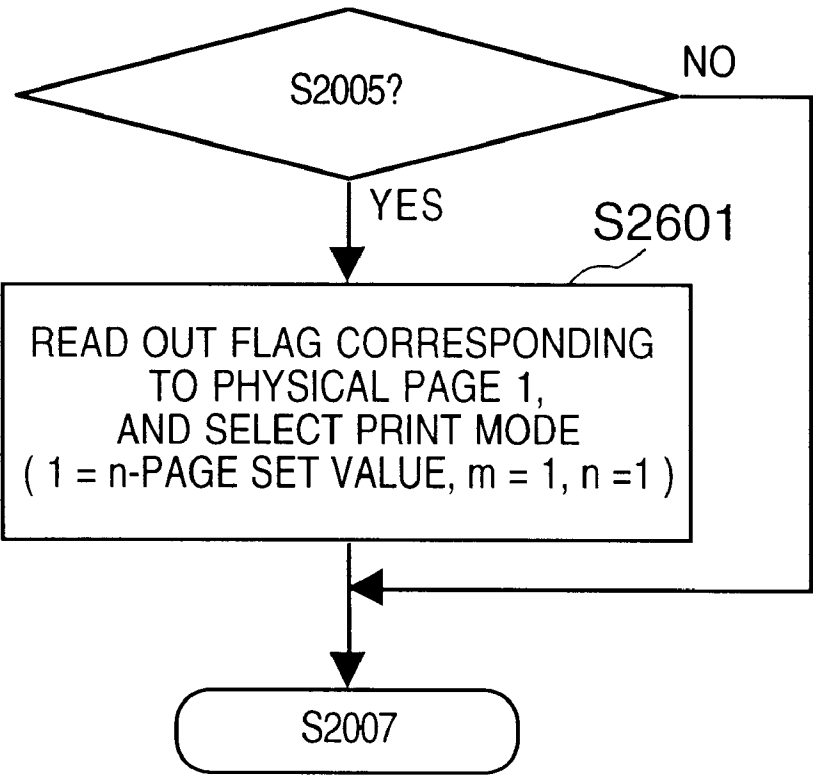 S2005?
NO
YES
S2601
READ OUT FLAG CORRESPONDING
TO PHYSICAL PAGE 1,
AND SELECT PRINT MODE
( 1 = n-PAGE SET VALUE, m = 1, n =1 )
S2007